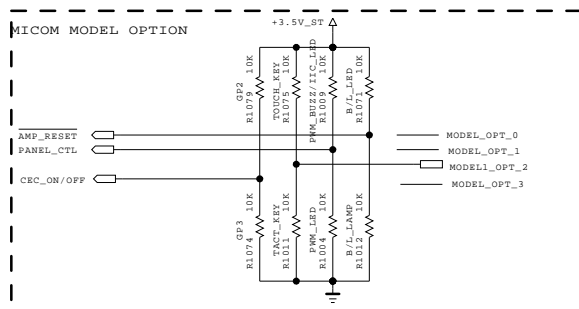 MICOM MODEL OPTION
+3.5V_ST
GP2
R1079 10K
TOUCH_KEY
R1075 10K
PWM_BUZZ/IIC_LED
R1009 10K
B/L_LED
R1071 10K
AMP_RESET
PANEL_CTL
CEC_ON/OFF
MODEL_OPT_0
MODEL_OPT_1
MODEL1_OPT_2
MODEL_OPT_3
GP3
R1074 10K
TACT_KEY
R1011 10K
PWM_LED
R1004 10K
B/L_LAMP
R1012 10K